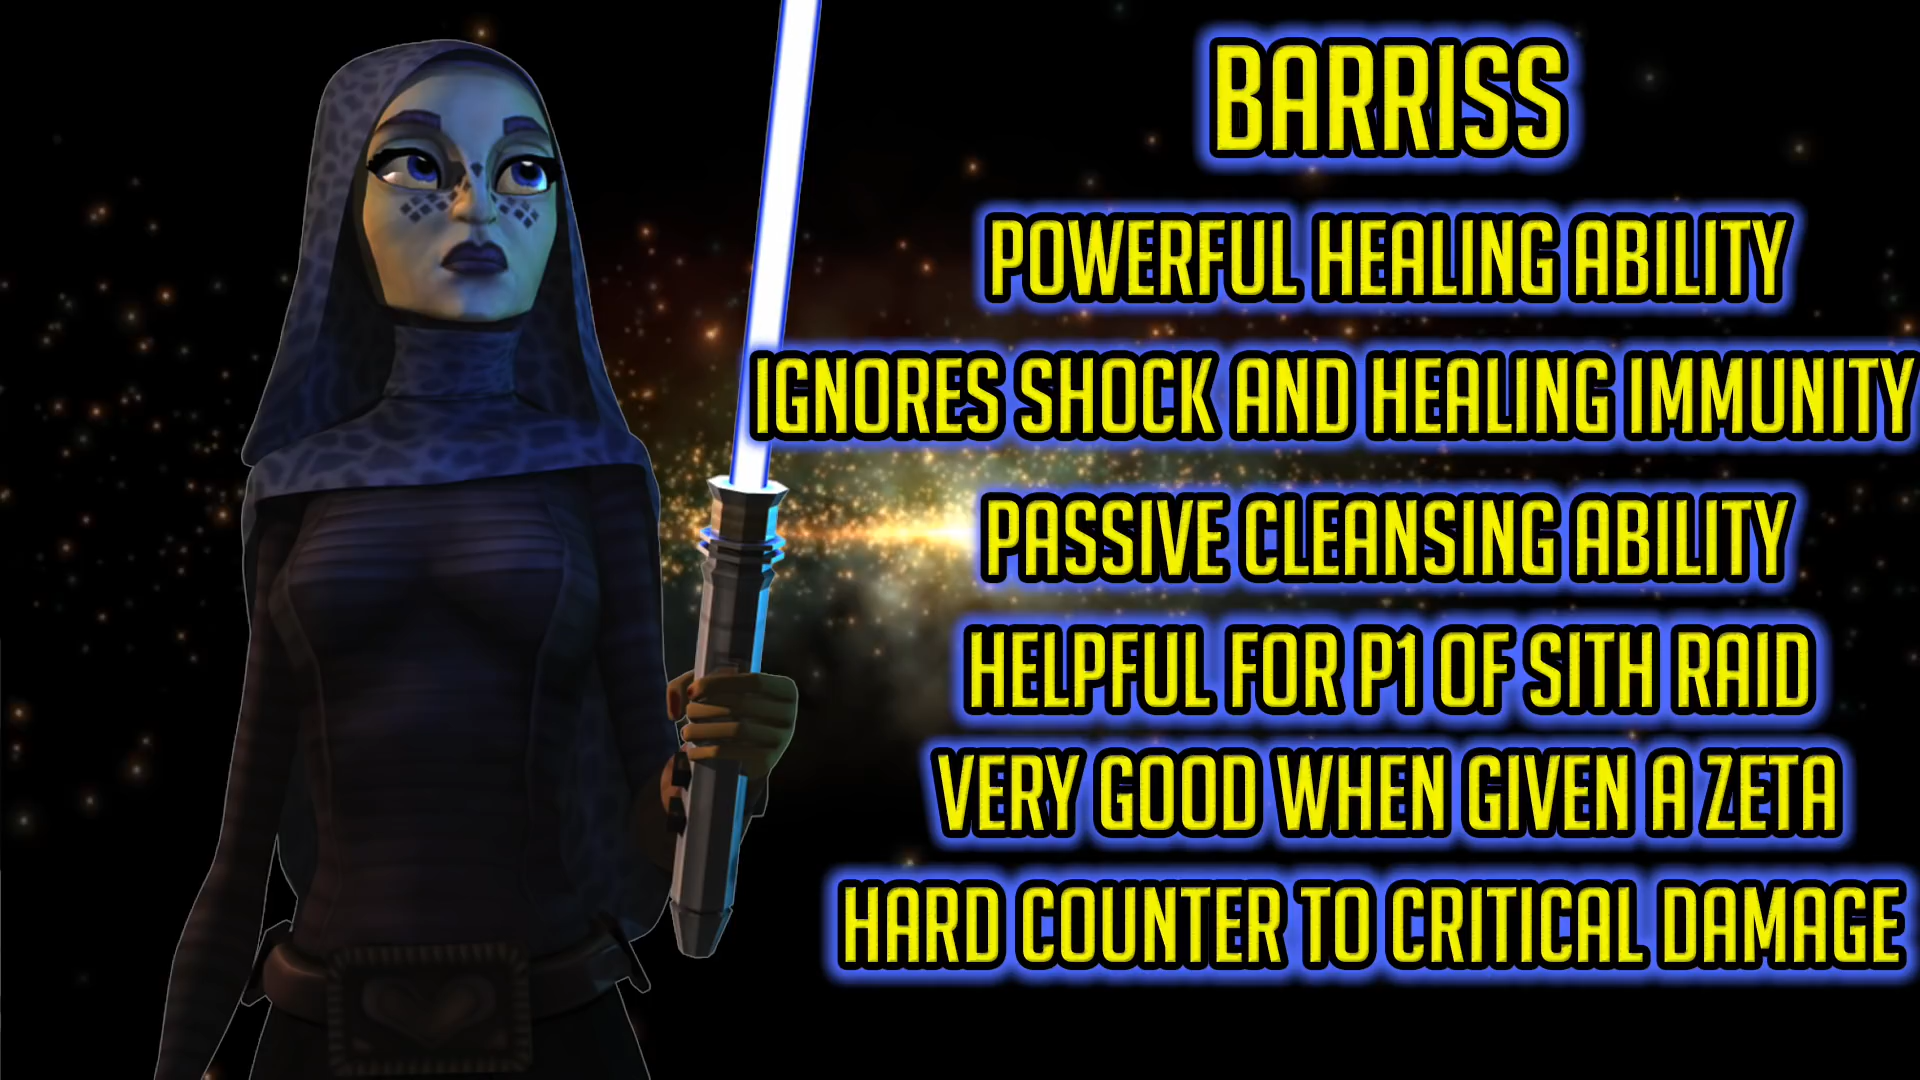 BARRISS
POWERFUL HEALING ABILITY
IGNORES SHOCK AND HEALING IMMUNITY
PASSIVE CLEANSING ABILITY
HELPFUL FOR P1 OF SITH RAID
VERY GOOD WHEN GIVEN A ZETA
HARD COUNTER TO CRITICAL DAMAGE